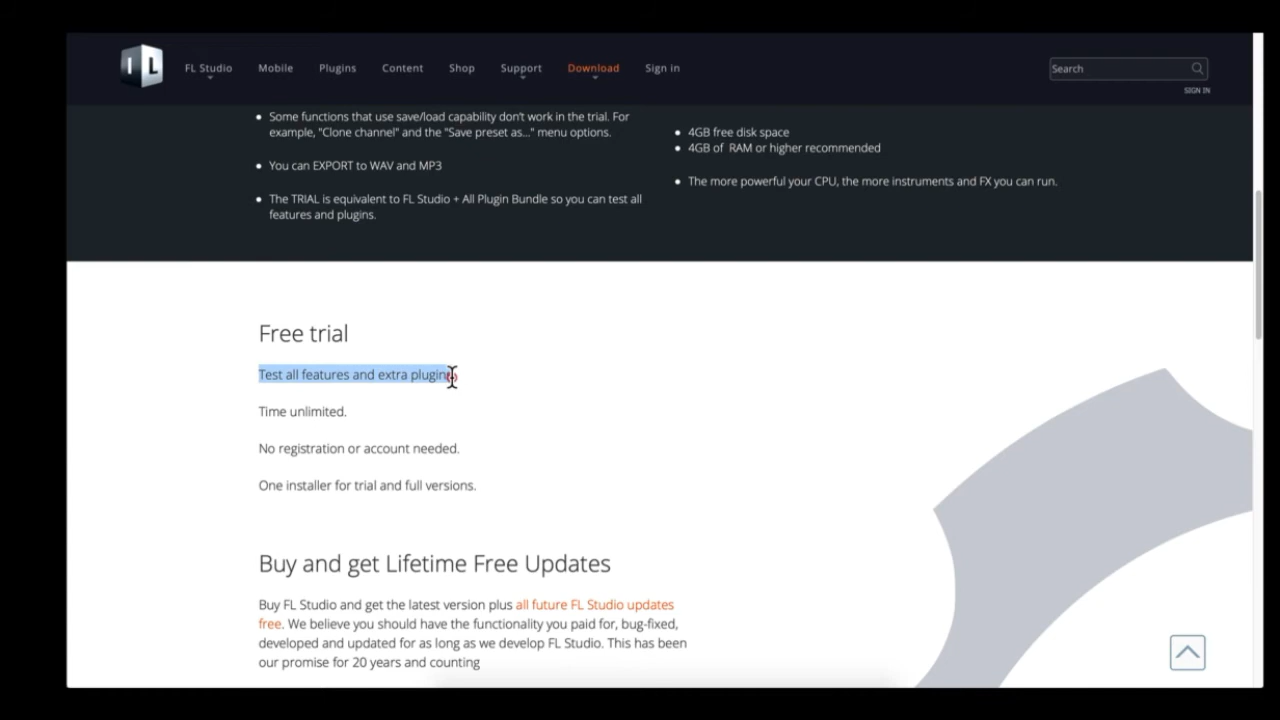 I L
FL Studio Mobile Plugins Content Shop Support Download Sign in
Search
SIGN IN
Some functions that use save/load capability don't work in the trial. For
example, "Clone channel" and the "Save preset as..." menu options.
You can EXPORT to WAV and MP3
The TRIAL is equivalent to FL Studio + All Plugin Bundle so you can test all
features and plugins.
4GB free disk space
4GB of RAM or higher recommended
The more powerful your CPU, the more instruments and FX you can run.
Free trial
Test all features and extra plugins
Time unlimited.
No registration or account needed.
One installer for trial and full versions.
Buy and get Lifetime Free Updates
Buy FL Studio and get the latest version plus all future FL Studio updates
free. We believe you should have the functionality you paid for, bug-fixed,
developed and updated for as long as we develop FL Studio. This has been
our promise for 20 years and counting